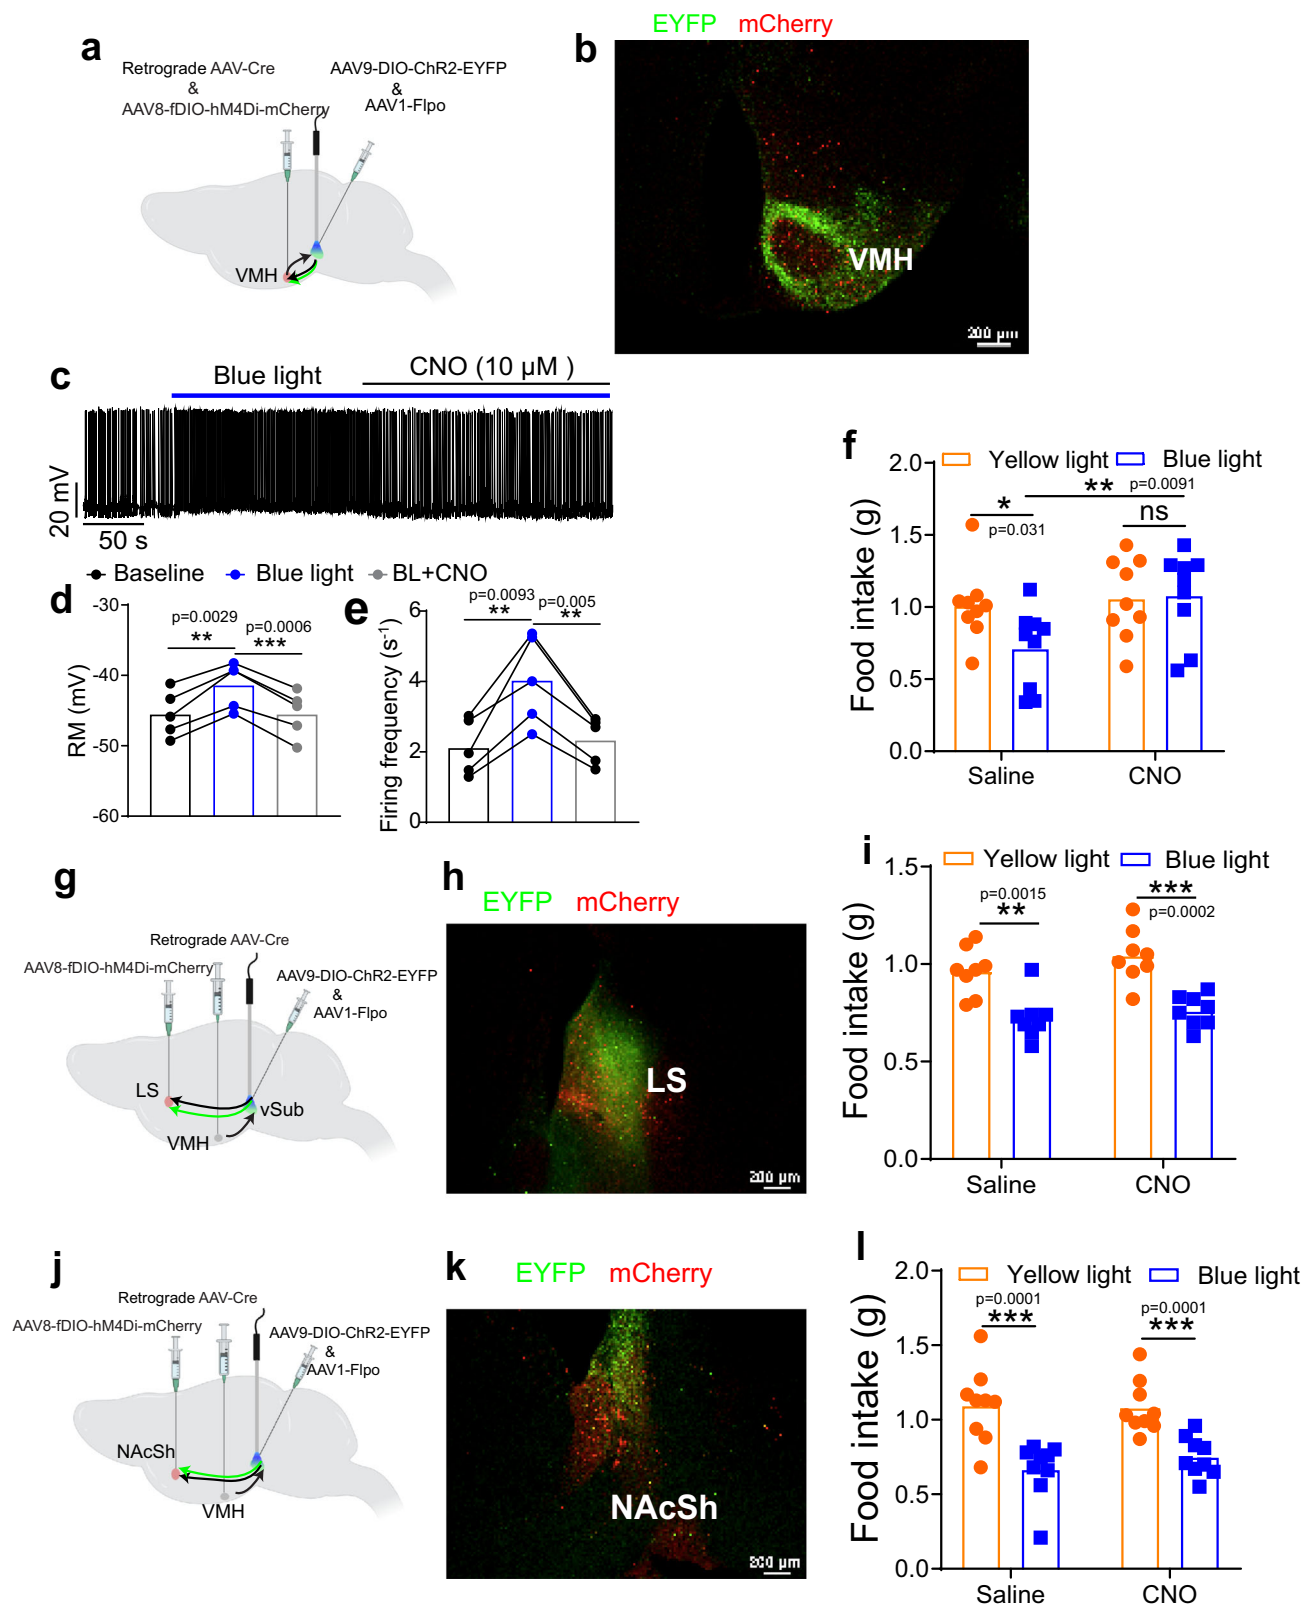 a
Retrograde AAV-Cre
&
AAV8-fDIO-hM4Di-mCherry
AAV9-DIO-ChR2-EYFP
&
AAV1-Flpo
VMH
b
EYFP mCherry
VMH
200 µm
c
Blue light
CNO (10 µM )
20 mV
50 s
Baseline Blue light BL+CNO
d
RM (mV)
-30
-40
-50
-60
p=0.0029
**
p=0.0006
***
e
Firing frequency (s-1)
6
4
2
0
p=0.0093
**
p=0.005
**
f
Yellow light Blue light
Food intake (g)
2.0
1.5
1.0
0.5
0.0
*
p=0.031
**
p=0.0091
ns
Saline CNO
g
Retrograde AAV-Cre
AAV8-fDIO-hM4Di-mCherry
AAV9-DIO-ChR2-EYFP
&
AAV1-Flpo
LS
vSub
VMH
h
EYFP mCherry
LS
200 µm
i
Yellow light Blue light
Food intake (g)
1.5
1.0
0.5
0.0
p=0.0015
**
***
p=0.0002
Saline CNO
j
Retrograde AAV-Cre
AAV8-fDIO-hM4Di-mCherry
AAV9-DIO-ChR2-EYFP
&
AAV1-Flpo
NAcSh
VMH
k
EYFP mCherry
NAcSh
200 µm
l
Yellow light Blue light
Food intake (g)
2.0
1.5
1.0
0.5
0.0
p=0.0001
***
p=0.0001
***
Saline CNO